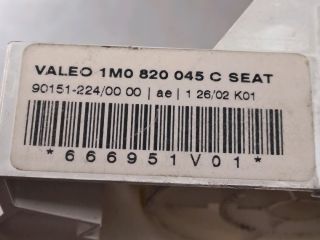 VALEO 1M0 820 045 C SEAT
90151-224/00 00 | ae | 1 26/02 K01
*666951V01*